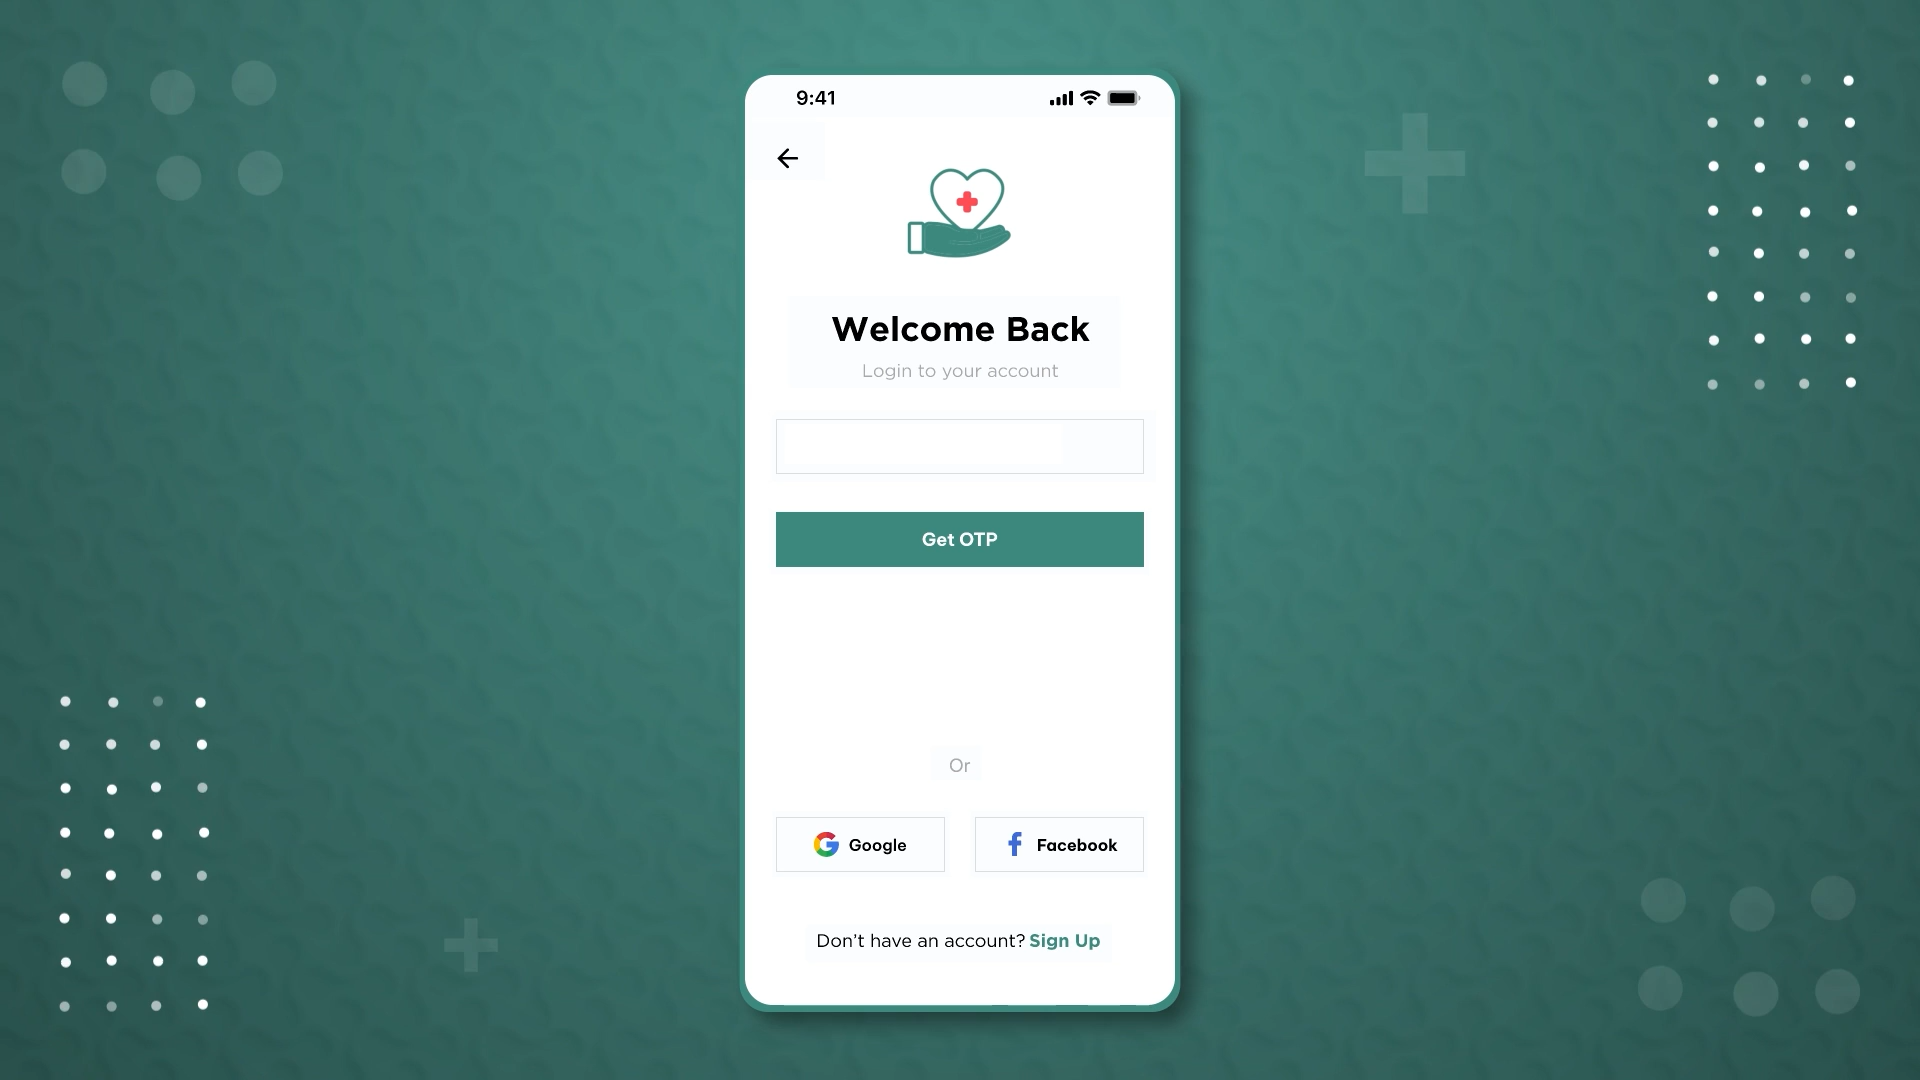 9:41
Welcome Back
Login to your account
Get OTP
Or
Google
Facebook
Don’t have an account? Sign Up